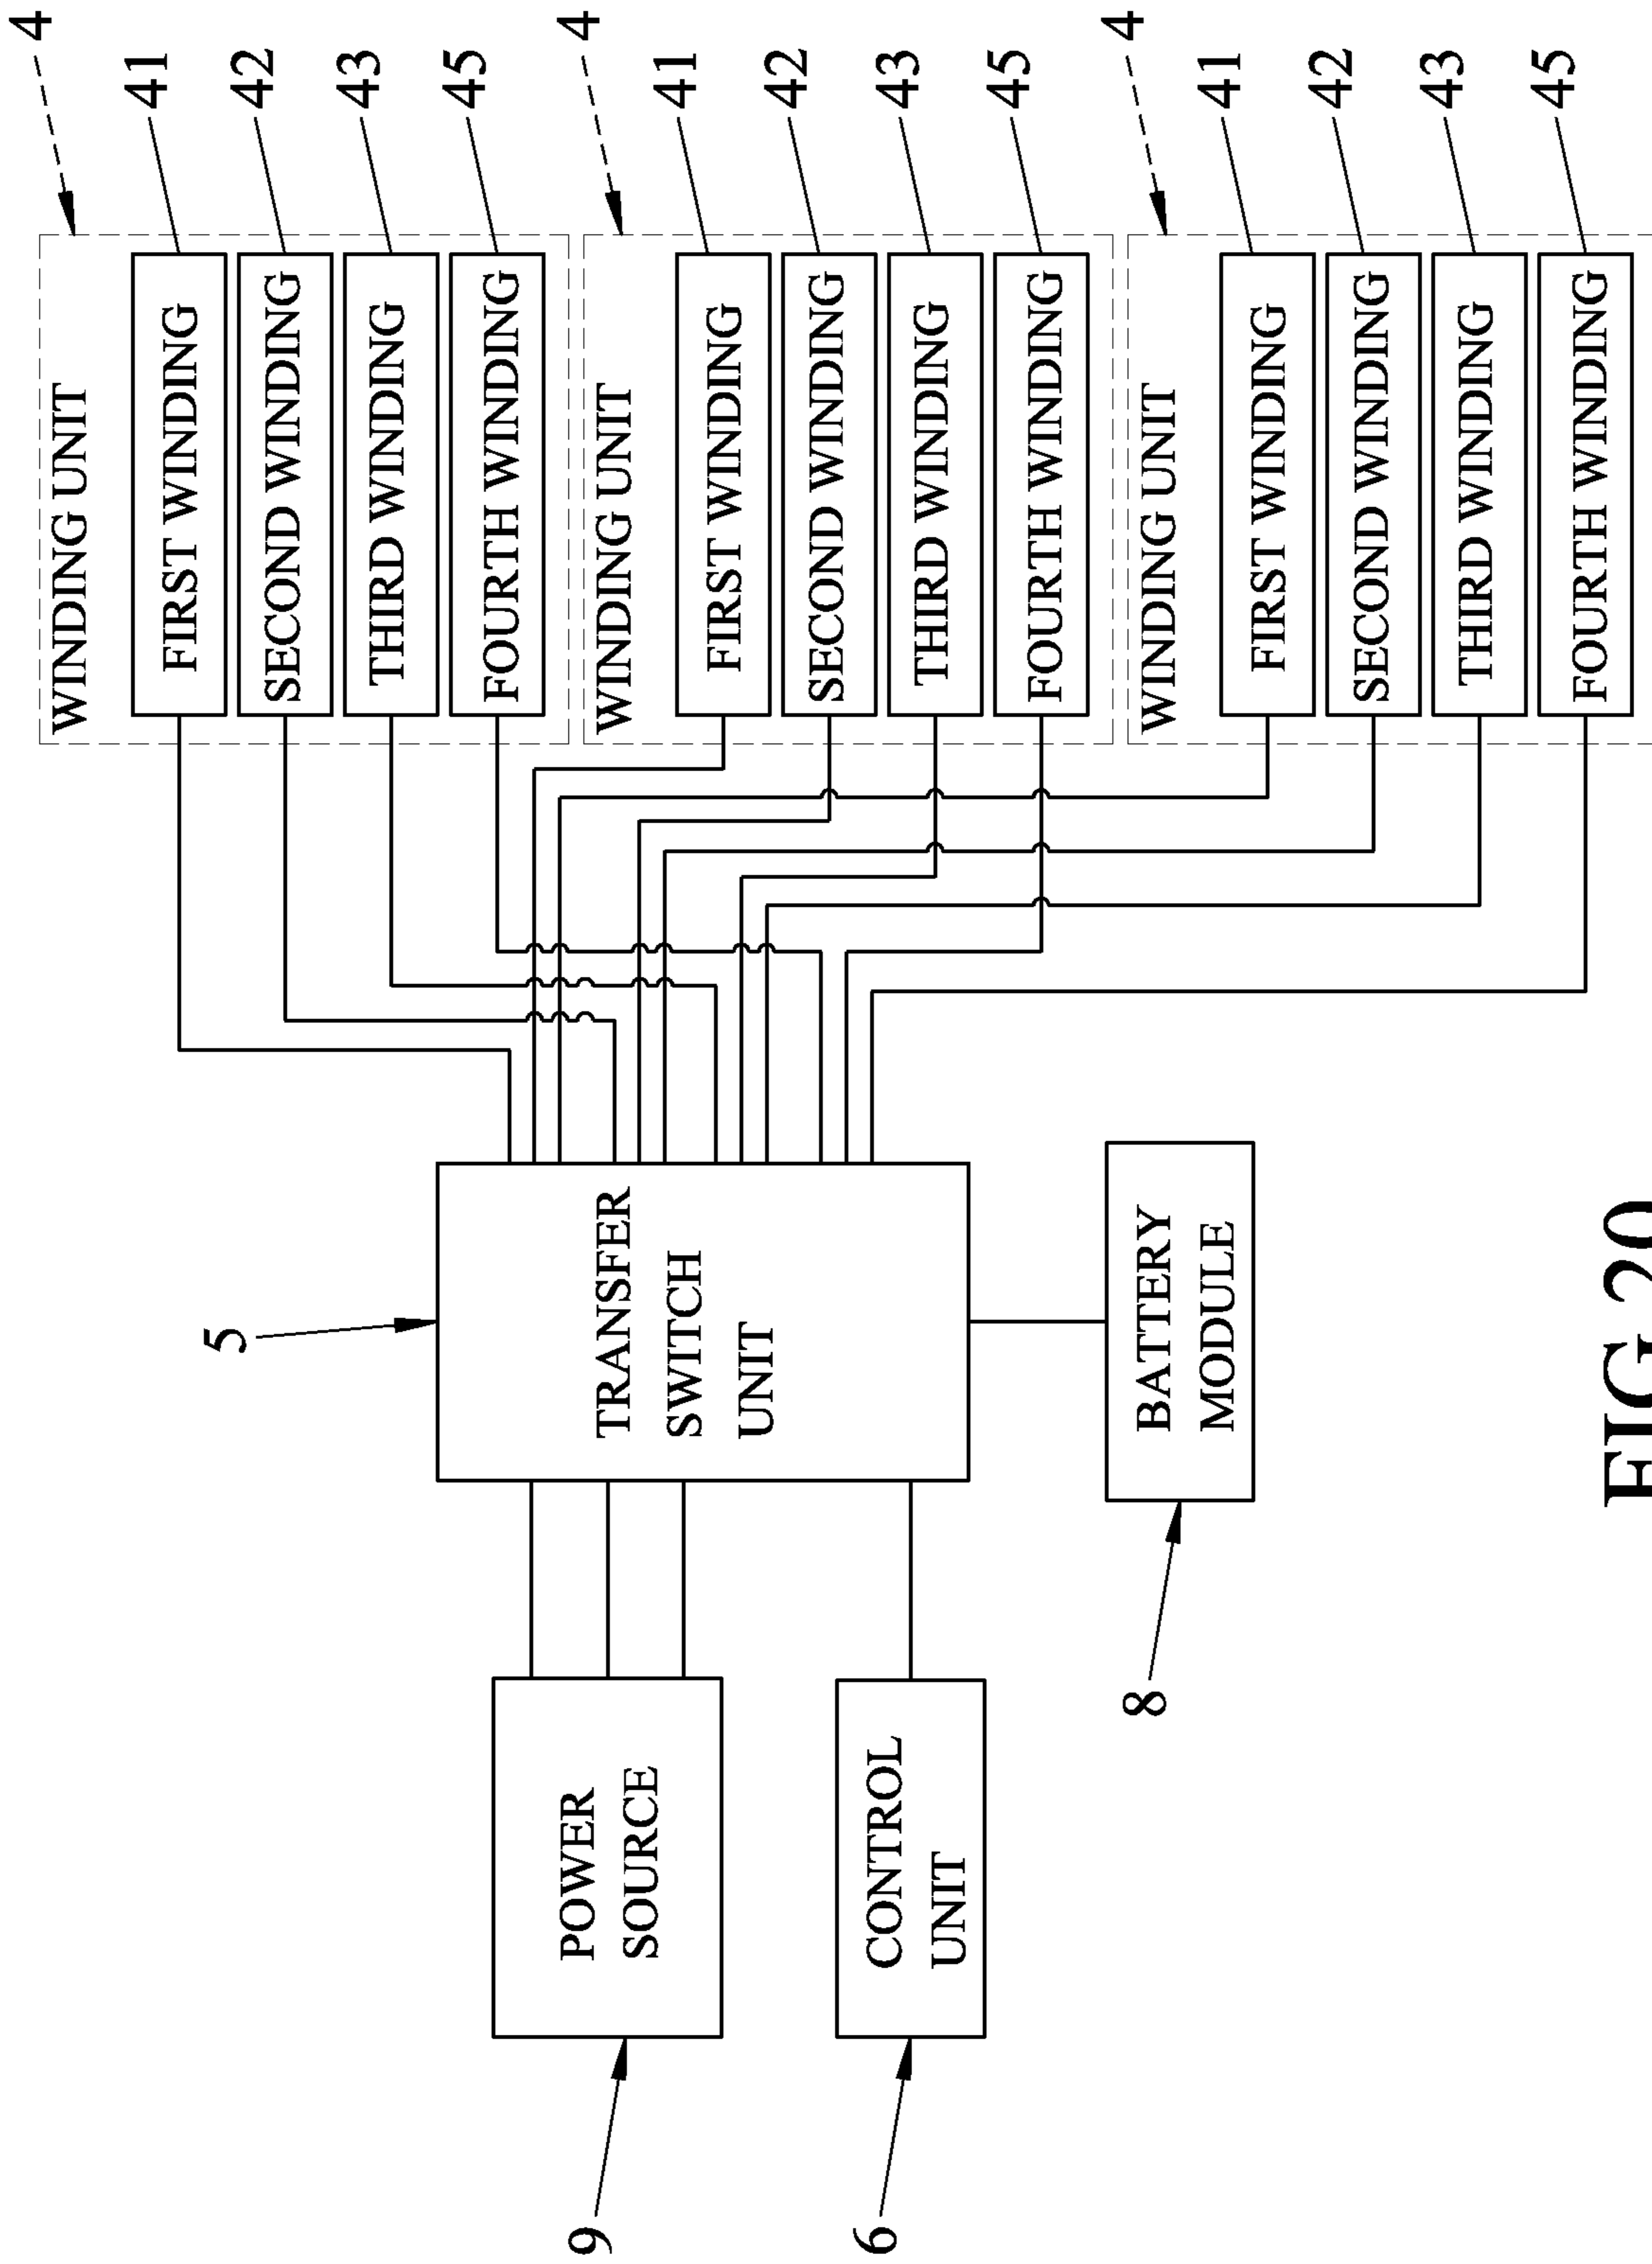 4
WINDING UNIT
FIRST WINDING
41
SECOND WINDING
42
THIRD WINDING
43
FOURTH WINDING
45
4
WINDING UNIT
FIRST WINDING
41
SECOND WINDING
42
THIRD WINDING
43
FOURTH WINDING
45
4
WINDING UNIT
FIRST WINDING
41
SECOND WINDING
42
THIRD WINDING
43
FOURTH WINDING
45
5
TRANSFER
SWITCH
UNIT
9
POWER
SOURCE
6
CONTROL
UNIT
8
BATTERY
MODULE
FIG.20